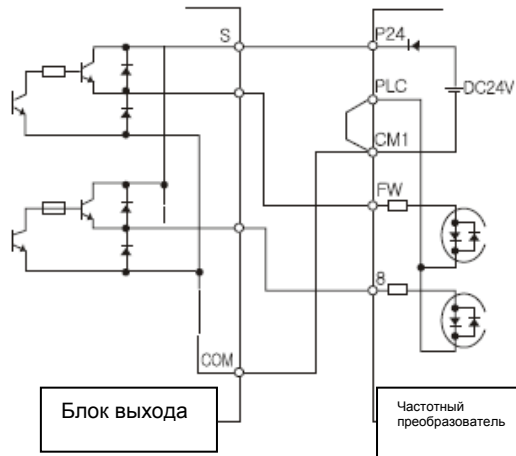 S
P24
PLC
DC24V
CM1
FW
8
COM
Блок выхода
Частотный
преобразователь